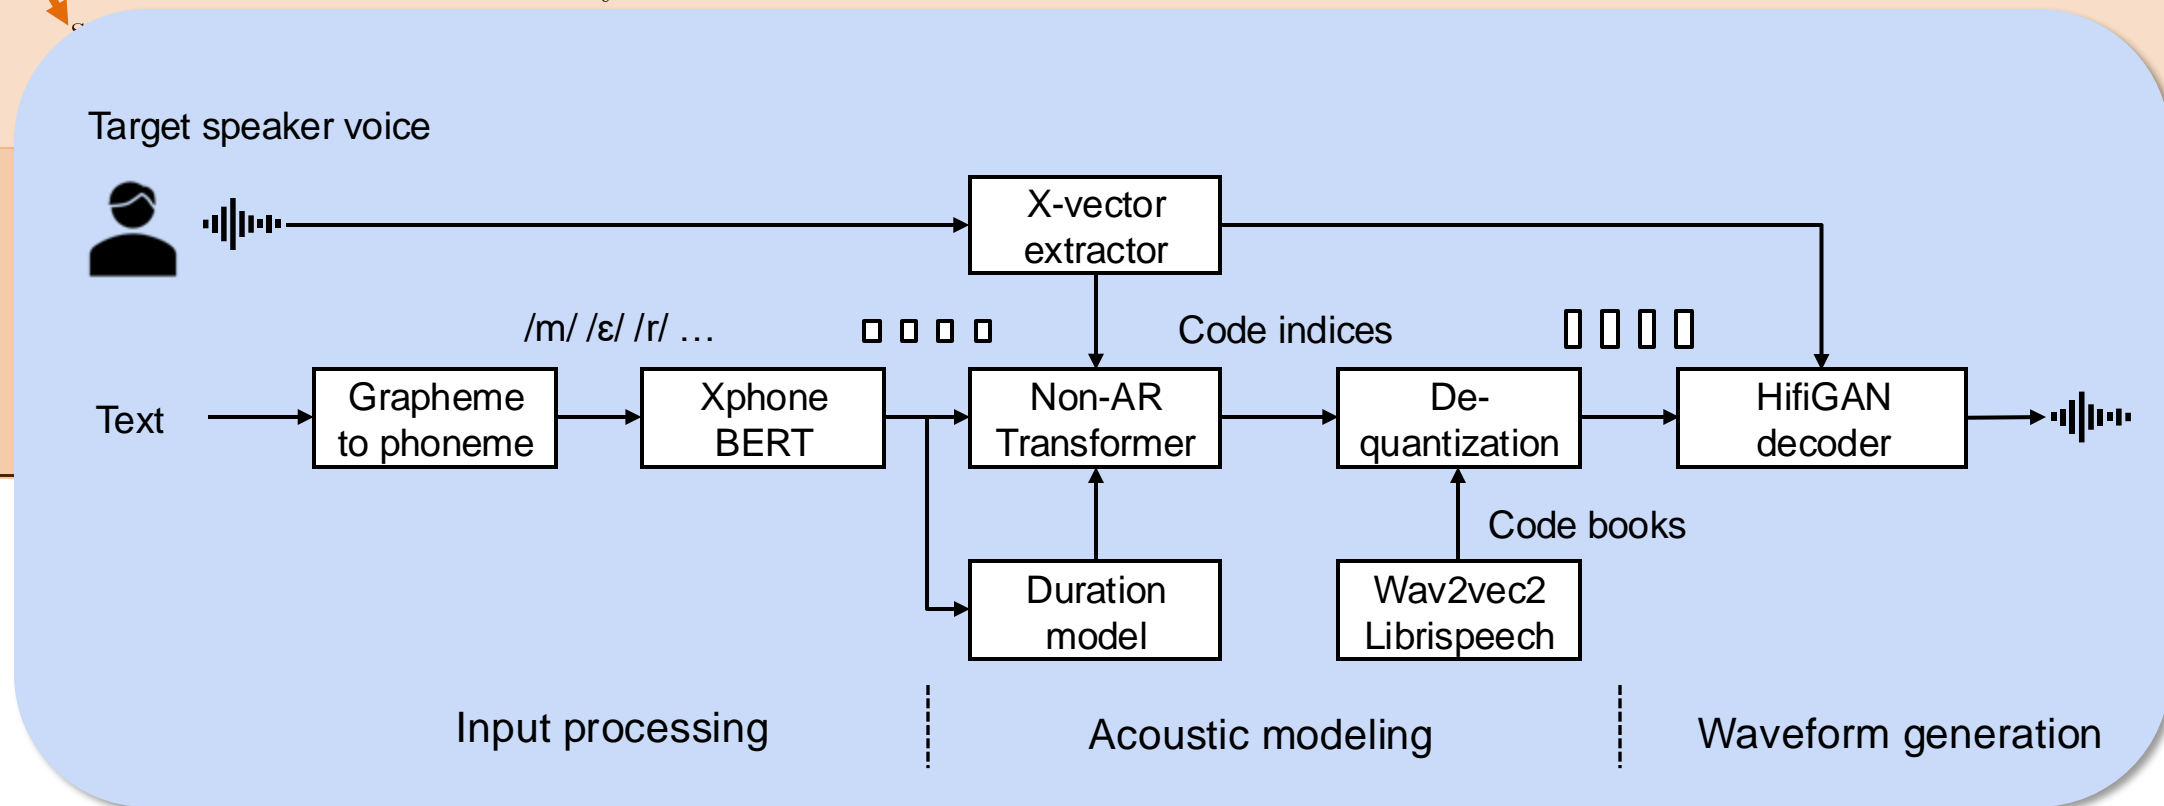 Target speaker voice
X-vector
extractor
/m/ /ε/ /r/ …
Code indices
Text
Grapheme
to phoneme
Xphone
BERT
Non-AR
Transformer
De-
quantization
HifiGAN
decoder
Code books
Duration
model
Wav2vec2
Librispeech
Input processing
Acoustic modeling
Waveform generation